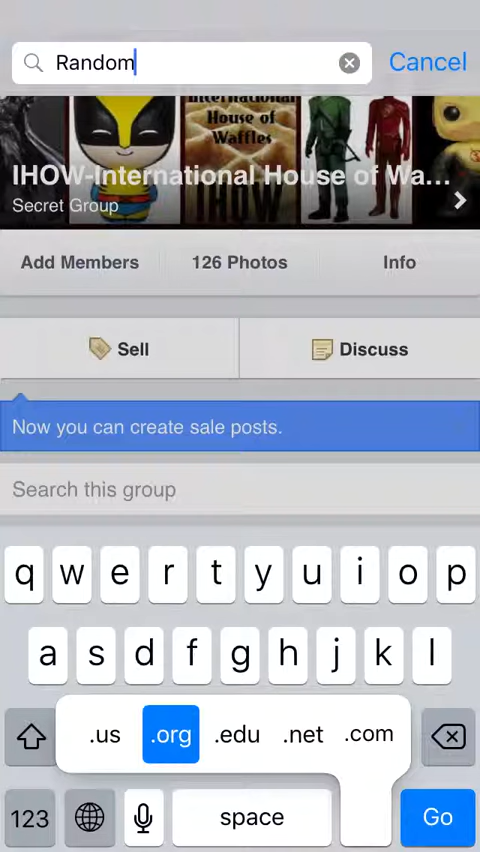 Random
Cancel
International
House of
Waffles
IHOW
IHOW-International House of Wa...
Secret Group
Add Members
126 Photos
Info
Sell
Discuss
Now you can create sale posts.
Search this group
q w e r t y u i o p
a s d f g h j k l
.us .org .edu .net .com
123
space
Go